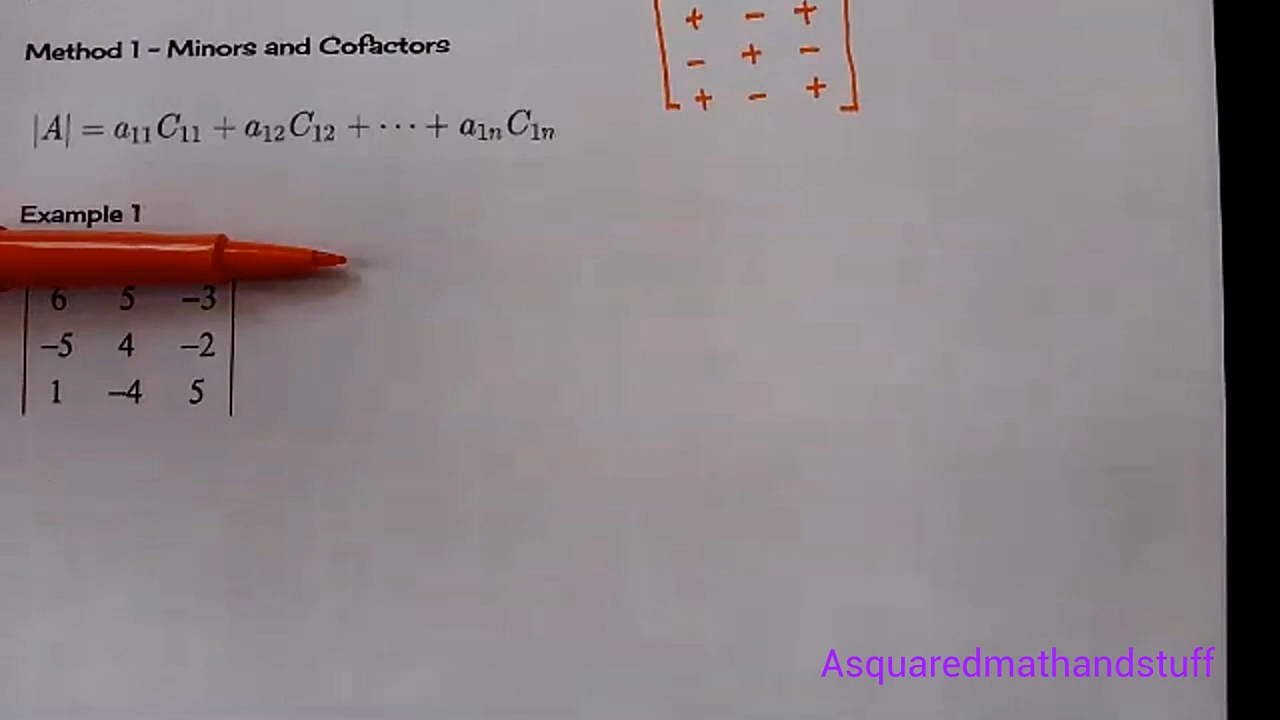 + − +
Method 1 - Minors and Cofactors
− + −
+ − +
|A| = a₁₁C₁₁ + a₁₂C₁₂ + ⋯ + a₁ₙC₁ₙ
Example 1
6 5 −3
−5 4 −2
1 −4 5
Asquaredmathandstuff